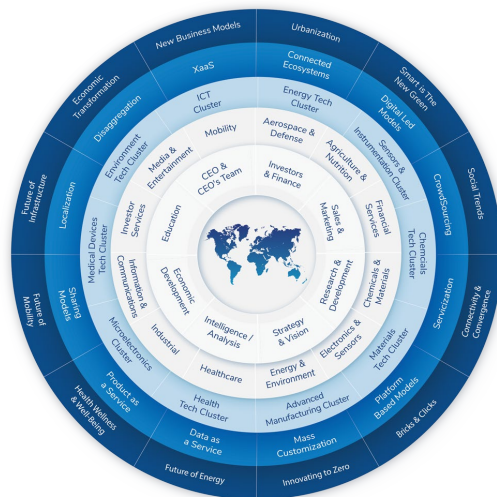 Urbanization
Smart is The
New Green
Social Trends
Connectivity &
Convergence
Bricks & Clicks
Innovating to Zero
Future of Energy
Health Wellness
& Well-Being
Future of
Mobility
Future of
Infrastructure
Economic
Transformation
New Business Models
Connected
Ecosystems
Digital Led
Models
CrowdSourcing
Servicization
Platform
Based Models
Mass
Customization
Data as
a Service
Product as
a Service
Sharing
Models
Localization
Disaggregation
XaaS
Energy Tech
Cluster
Sensors &
Instrumentation Cluster
Chemcials
Tech Cluster
Materials
Tech Cluster
Advanced
Manufacturing Cluster
Health
Tech Cluster
Microelectronics
Cluster
Medical Devices
Tech Cluster
Environment
Tech Cluster
ICT
Cluster
Aerospace &
Defense
Agriculture &
Nutrition
Financial
Services
Chemicals &
Materials
Electronics &
Sensors
Energy &
Environment
Healthcare
Industrial
Information &
Communications
Investor
Services
Media &
Entertainment
Mobility
Investors
& Finance
Sales &
Marketing
Research &
Development
Strategy
& Vision
Intelligence /
Analysis
Economic
Development
Education
CEO &
CEO's Team